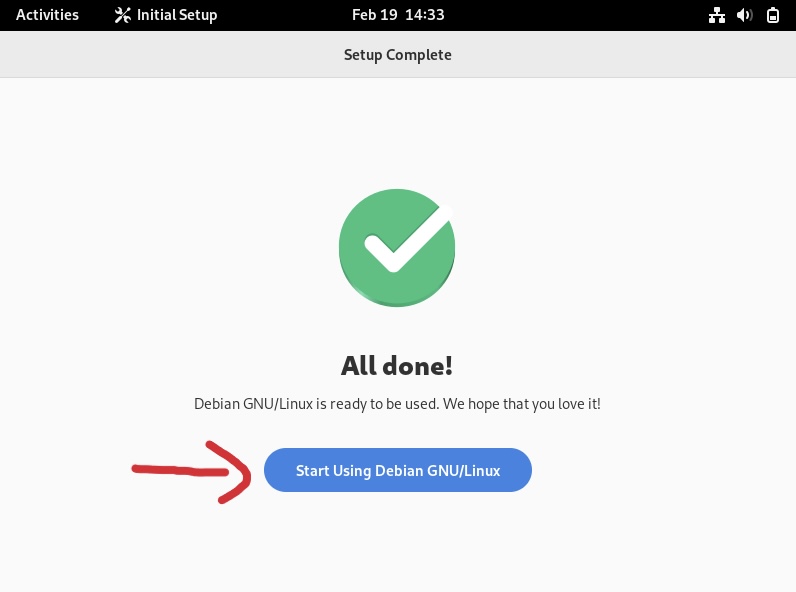 Activities Initial Setup Feb 19 14:33
Setup Complete
All done!
Debian GNU/Linux is ready to be used. We hope that you love it!
Start Using Debian GNU/Linux